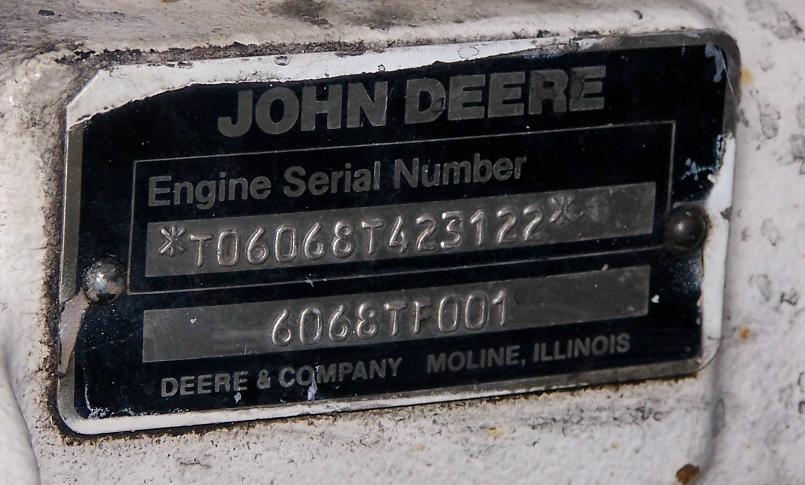 JOHN DEERE
Engine Serial Number
*T06068T423122*
6068TF001
DEERE & COMPANY MOLINE, ILLINOIS